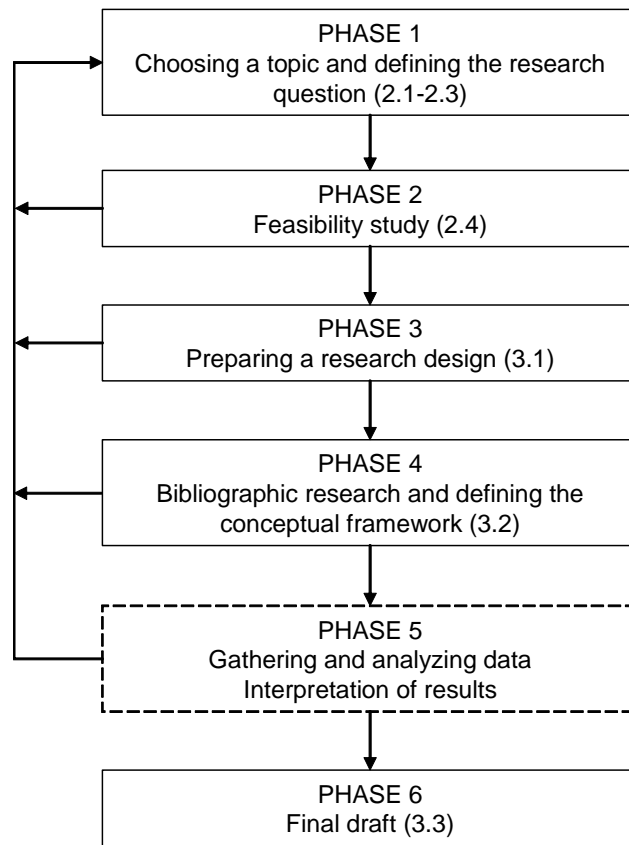 PHASE 1
Choosing a topic and defining the research
question (2.1-2.3)
PHASE 2
Feasibility study (2.4)
PHASE 3
Preparing a research design (3.1)
PHASE 4
Bibliographic research and defining the
conceptual framework (3.2)
PHASE 5
Gathering and analyzing data
Interpretation of results
PHASE 6
Final draft (3.3)